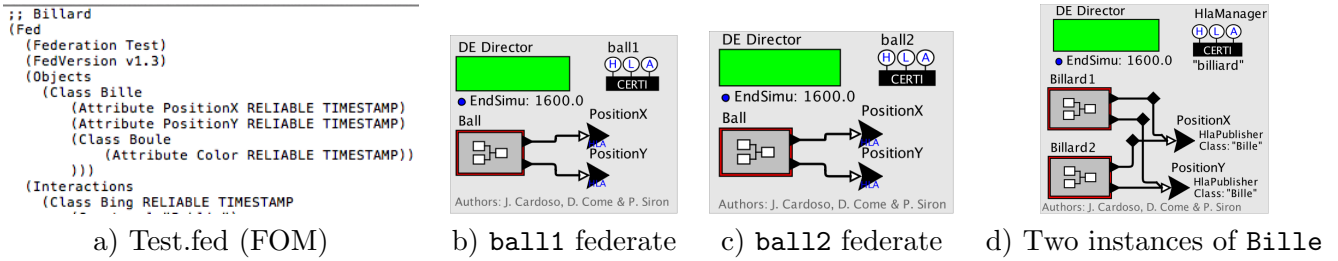 ;; Billard
(Fed
(Federation Test)
(FedVersion v1.3)
(Objects
(Class Bille
(Attribute PositionX RELIABLE TIMESTAMP)
(Attribute PositionY RELIABLE TIMESTAMP)
(Class Boule
(Attribute Color RELIABLE TIMESTAMP))
)))
(Interactions
(Class Bing RELIABLE TIMESTAMP
a) Test.fed (FOM)
DE Director
ball1
H L A
CERTI
EndSimu: 1600.0
Ball
PositionX
HLA
PositionY
HLA
Authors: J. Cardoso, D. Come & P. Siron
b) ball1 federate
DE Director
ball2
H L A
CERTI
EndSimu: 1600.0
Ball
PositionX
HLA
PositionY
HLA
Authors: J. Cardoso, D. Come & P. Siron
c) ball2 federate
DE Director
HlaManager
H L A
CERTI
"billiard"
EndSimu: 1600.0
Billard1
PositionX
HlaPublisher
Class: "Bille"
Billard2
PositionY
HlaPublisher
Class: "Bille"
Authors: J. Cardoso, D. Come & P. Siron
d) Two instances of Bille